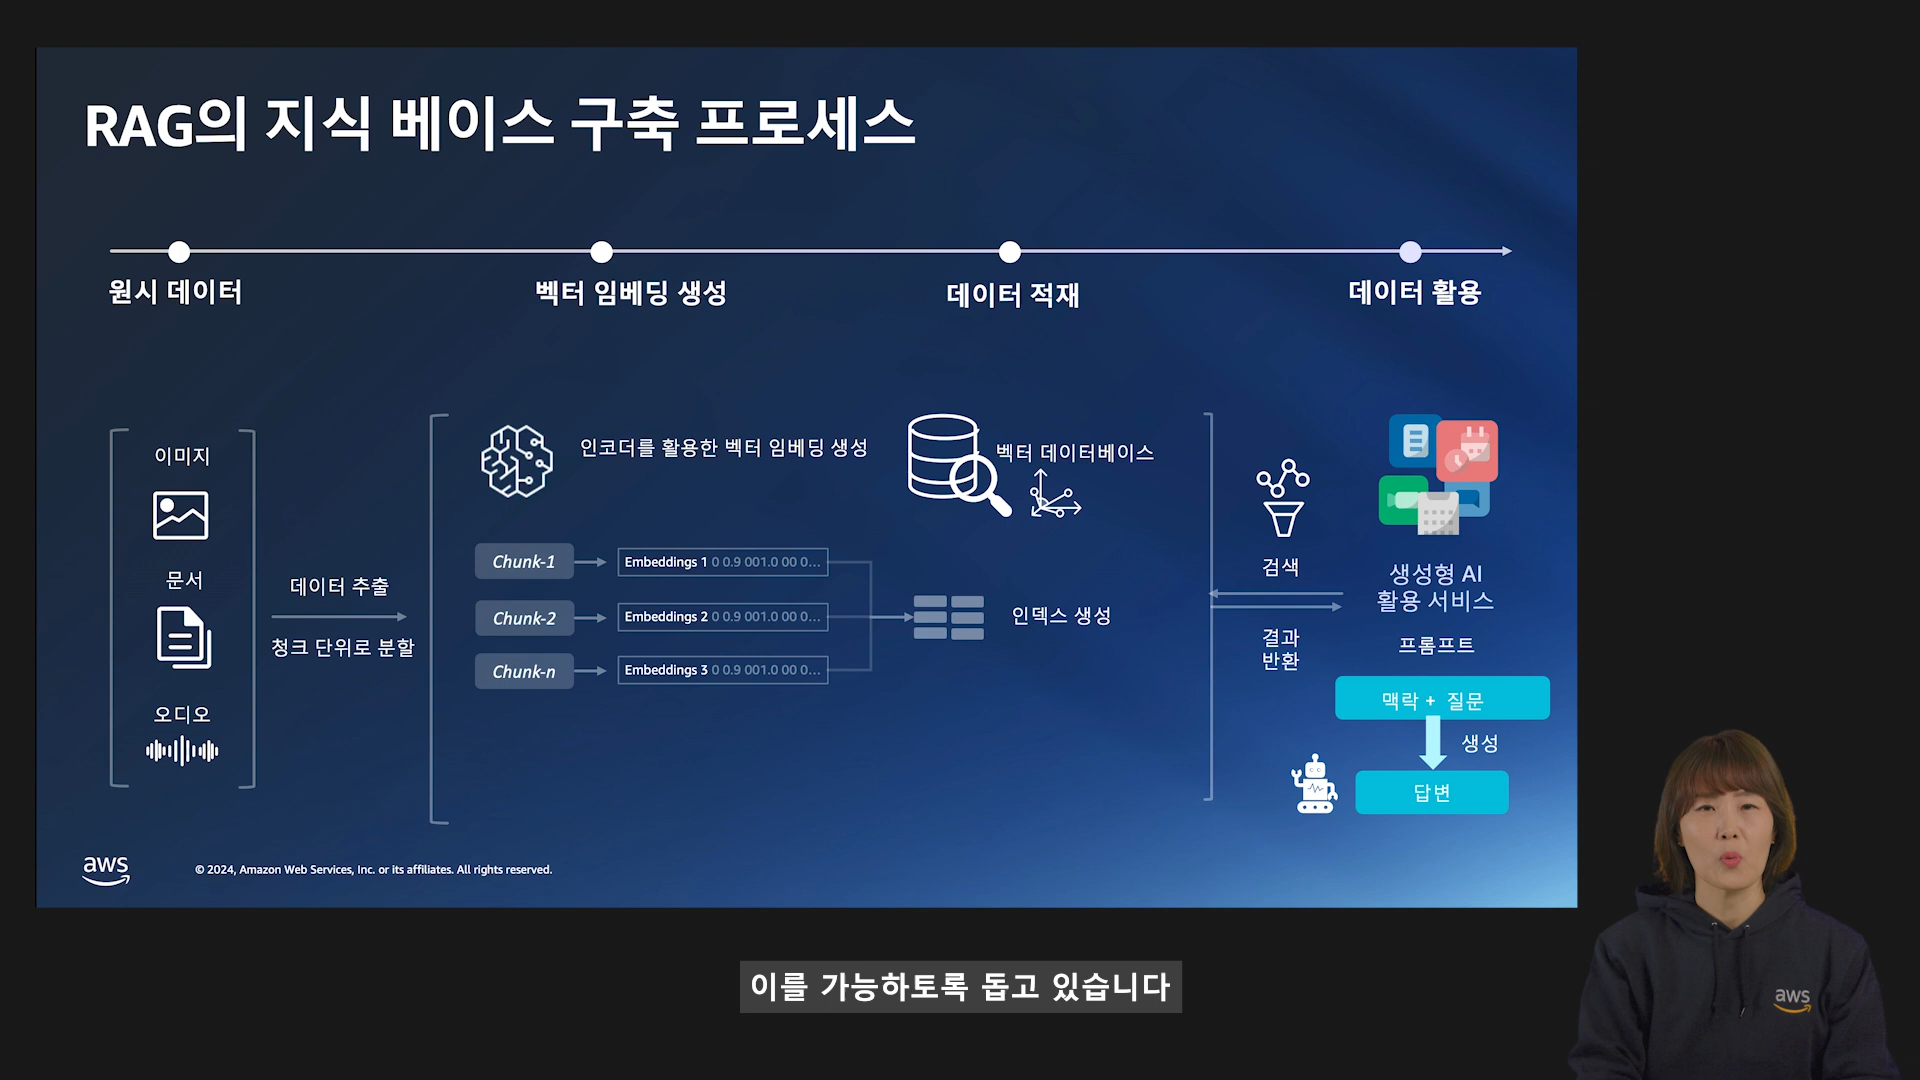 RAG의 지식 베이스 구축 프로세스
원시 데이터
벡터 임베딩 생성
데이터 적재
데이터 활용
이미지
문서
오디오
데이터 추출
청크 단위로 분할
인코더를 활용한 벡터 임베딩 생성
Chunk-1
Embeddings 1 0 0.9 001.0 00 0...
Chunk-2
Embeddings 2 0 0.9 001.0 00 0...
Chunk-n
Embeddings 3 0 0.9 001.0 00 0...
벡터 데이터베이스
인덱스 생성
검색
결과
반환
생성형 AI
활용 서비스
프롬프트
맥락 + 질문
생성
답변
aws
© 2024, Amazon Web Services, Inc. or its affiliates. All rights reserved.
aws
이를 가능하토록 돕고 있습니다